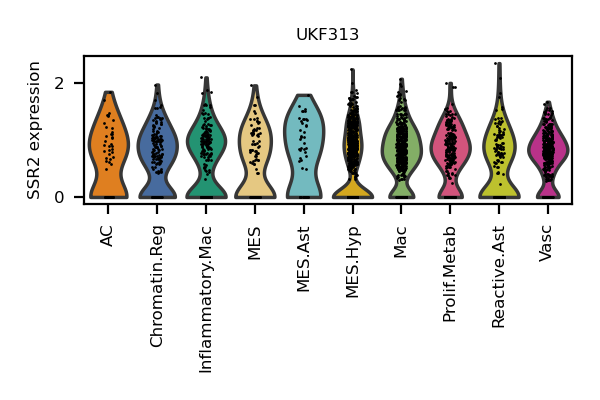 UKF313
SSR2 expression
2
0
AC
Chromatin.Reg
Inflammatory.Mac
MES
MES.Ast
MES.Hyp
Mac
Prolif.Metab
Reactive.Ast
Vasc